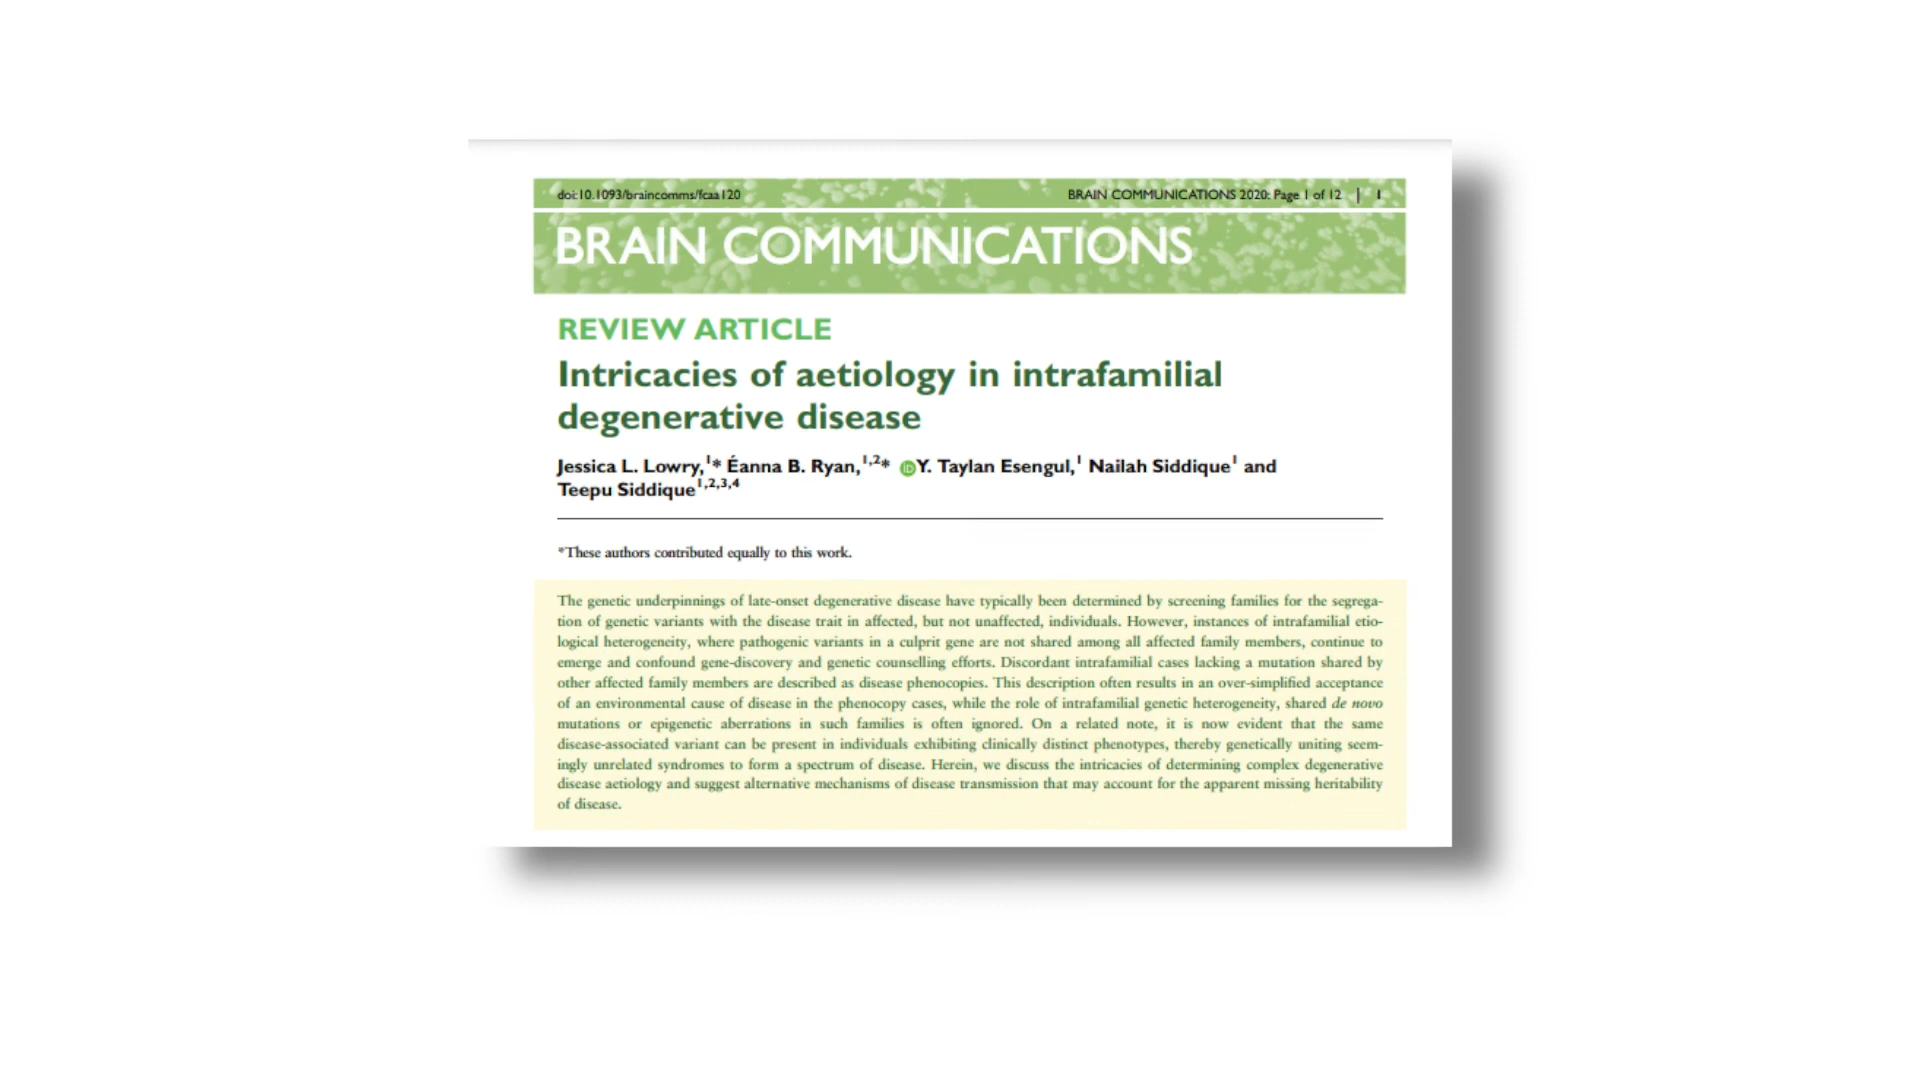 doi:10.1093/braincomms/fcaa120 BRAIN COMMUNICATIONS 2020: Page 1 of 12 | 1
BRAIN COMMUNICATIONS
REVIEW ARTICLE
Intricacies of aetiology in intrafamilial
degenerative disease
Jessica L. Lowry,1* Éanna B. Ryan,1,2* iD Y. Taylan Esengul,1 Nailah Siddique1 and
Teepu Siddique1,2,3,4
*These authors contributed equally to this work.
The genetic underpinnings of late-onset degenerative disease have typically been determined by screening families for the segrega-
tion of genetic variants with the disease trait in affected, but not unaffected, individuals. However, instances of intrafamilial etio-
logical heterogeneity, where pathogenic variants in a culprit gene are not shared among all affected family members, continue to
emerge and confound gene-discovery and genetic counselling efforts. Discordant intrafamilial cases lacking a mutation shared by
other affected family members are described as disease phenocopies. This description often results in an over-simplified acceptance
of an environmental cause of disease in the phenocopy cases, while the role of intrafamilial genetic heterogeneity, shared de novo
mutations or epigenetic aberrations in such families is often ignored. On a related note, it is now evident that the same
disease-associated variant can be present in individuals exhibiting clinically distinct phenotypes, thereby genetically uniting seem-
ingly unrelated syndromes to form a spectrum of disease. Herein, we discuss the intricacies of determining complex degenerative
disease aetiology and suggest alternative mechanisms of disease transmission that may account for the apparent missing heritability
of disease.